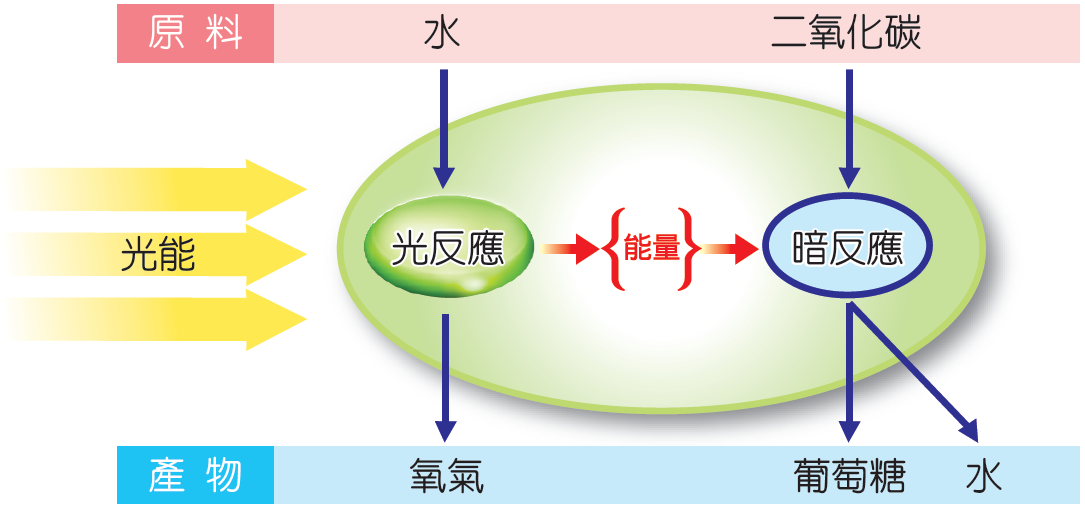 原料 水 二氧化碳
光能 光反應 能量 暗反應
產物 氧氣 葡萄糖 水